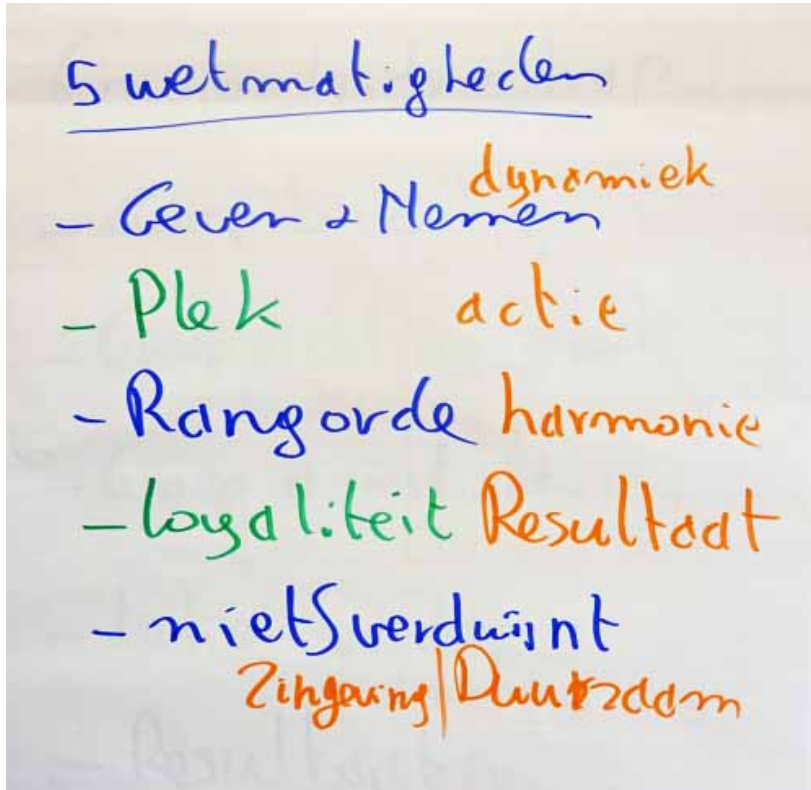 5 wetmatigheden
dynamiek
- Geven & Nemen
- Plek actie
- Rangorde harmonie
- loyaliteit Resultaat
- niets verdwijnt
Zingeving | Duurzaam